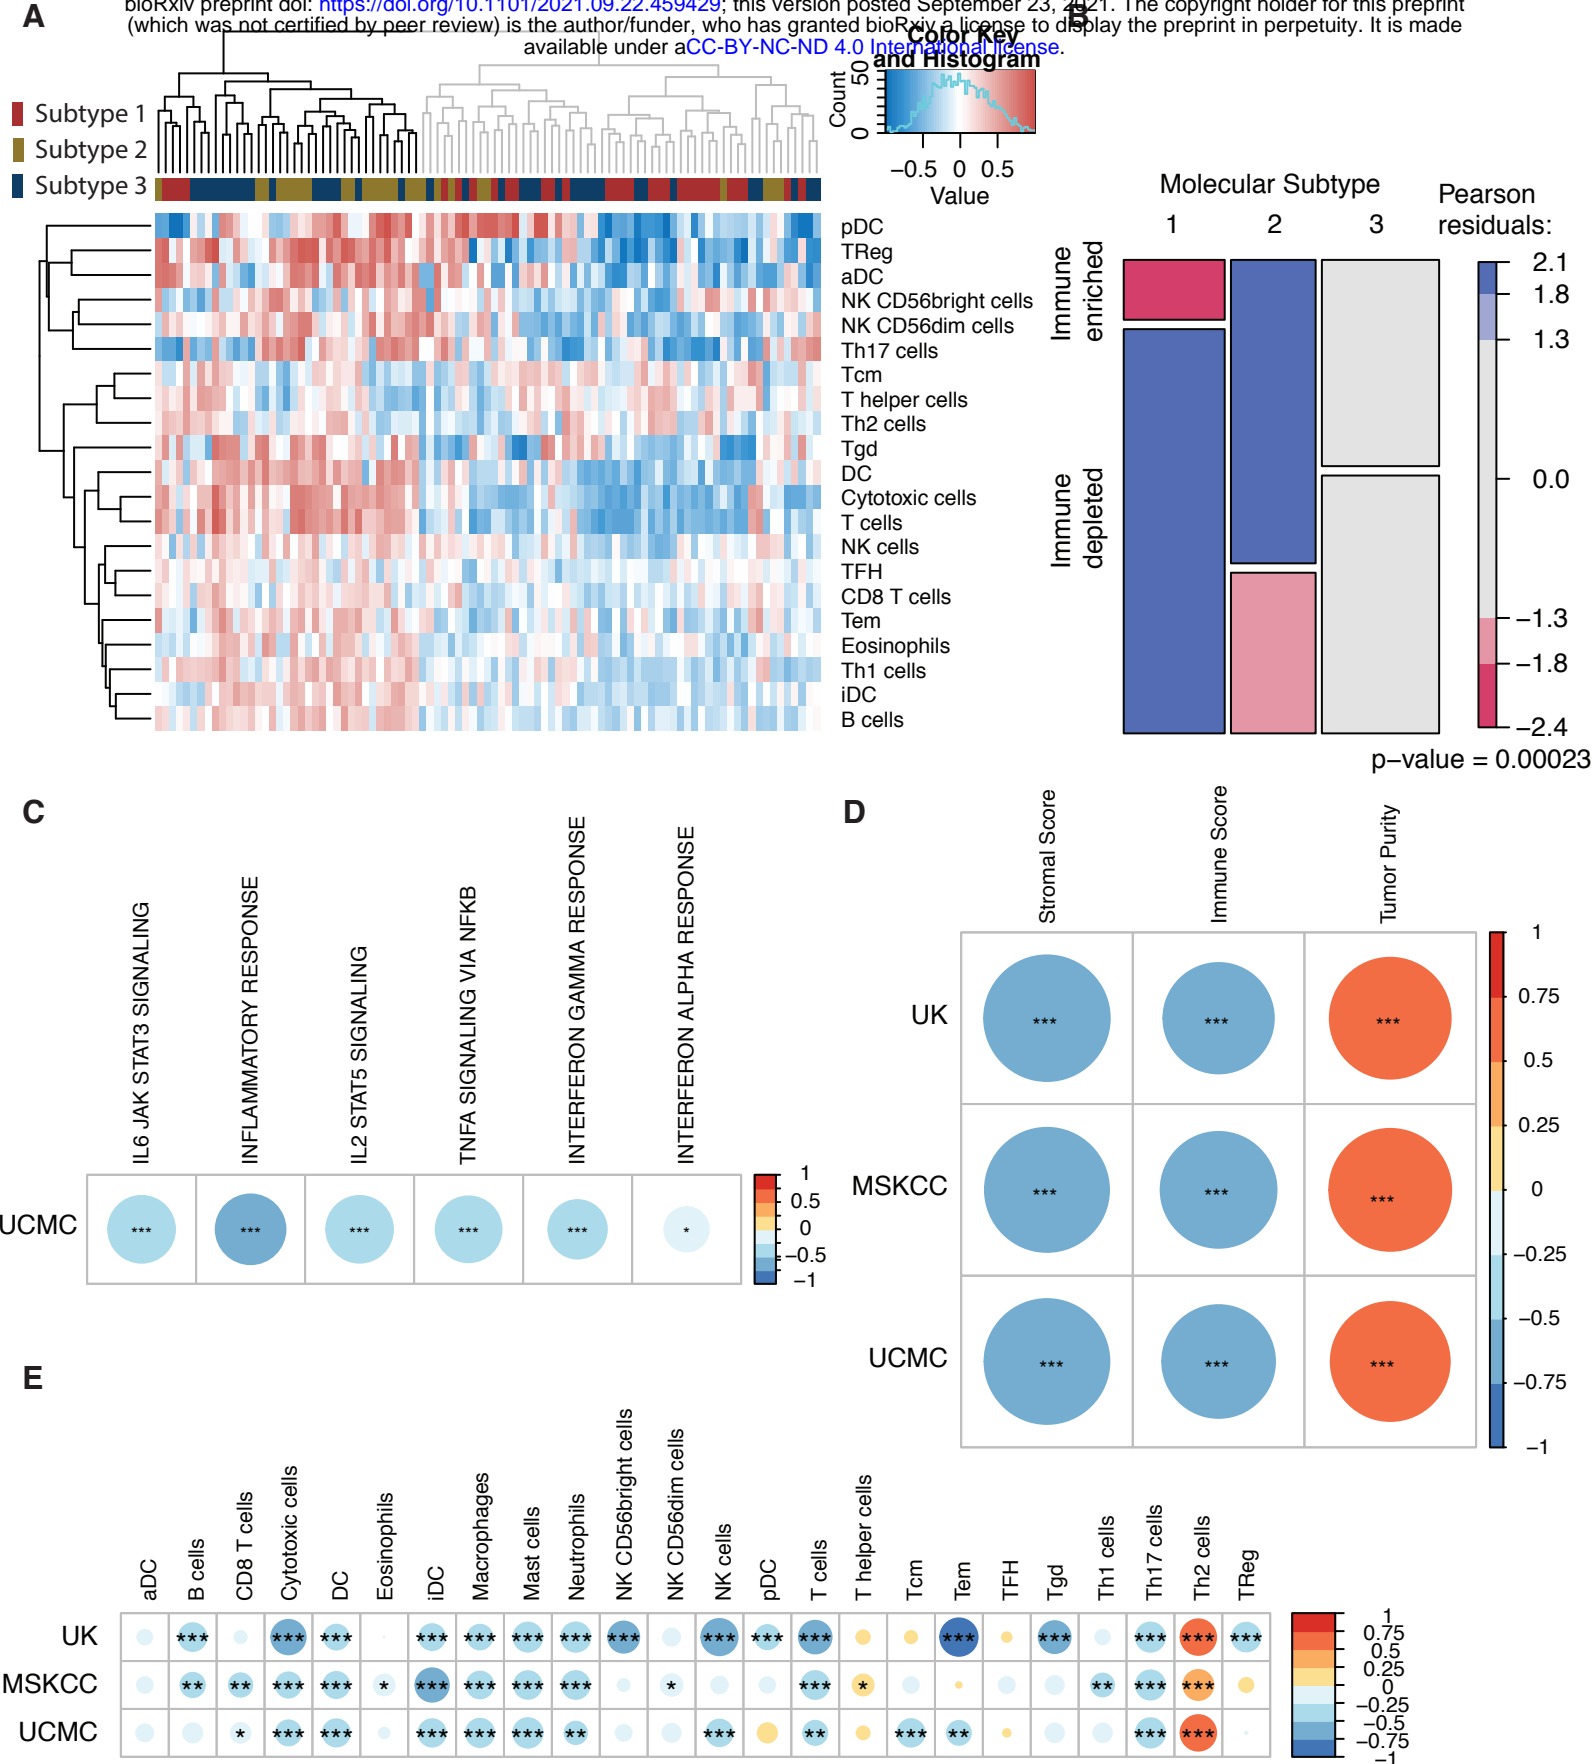 bioRxiv preprint doi: https://doi.org/10.1101/2021.09.22.459429; this version posted September 23, 2021. The copyright holder for this preprint
(which was not certified by peer review) is the author/funder, who has granted bioRxiv a license to display the preprint in perpetuity. It is made
available under aCC-BY-NC-ND 4.0 International license.
A
Subtype 1
Subtype 2
Subtype 3
Color Key
and Histogram
Count
0
50
−0.5 0 0.5
Value
pDC
TReg
aDC
NK CD56bright cells
NK CD56dim cells
Th17 cells
Tcm
T helper cells
Th2 cells
Tgd
DC
Cytotoxic cells
T cells
NK cells
TFH
CD8 T cells
Tem
Eosinophils
Th1 cells
iDC
B cells
B
Molecular Subtype
1 2 3
Immune
enriched
Immune
depleted
Pearson
residuals:
2.1
1.8
1.3
0.0
−1.3
−1.8
−2.4
p−value = 0.00023
C
IL6 JAK STAT3 SIGNALING
INFLAMMATORY RESPONSE
IL2 STAT5 SIGNALING
TNFA SIGNALING VIA NFKB
INTERFERON GAMMA RESPONSE
INTERFERON ALPHA RESPONSE
UCMC *** *** *** *** *** *
1
0.5
0
−0.5
−1
D
Stromal Score
Immune Score
Tumor Purity
UK *** *** ***
MSKCC *** *** ***
UCMC *** *** ***
1
0.75
0.5
0.25
0
−0.25
−0.5
−0.75
−1
E
aDC
B cells
CD8 T cells
Cytotoxic cells
DC
Eosinophils
iDC
Macrophages
Mast cells
Neutrophils
NK CD56bright cells
NK CD56dim cells
NK cells
pDC
T cells
T helper cells
Tcm
Tem
TFH
Tgd
Th1 cells
Th17 cells
Th2 cells
TReg
UK *** *** *** *** *** *** *** *** *** *** *** *** *** *** *** ***
MSKCC ** ** *** *** * *** *** *** *** * *** * ** *** ***
UCMC * *** *** *** *** *** ** *** ** *** ** *** ***
1
0.75
0.5
0.25
0
−0.25
−0.5
−0.75
−1